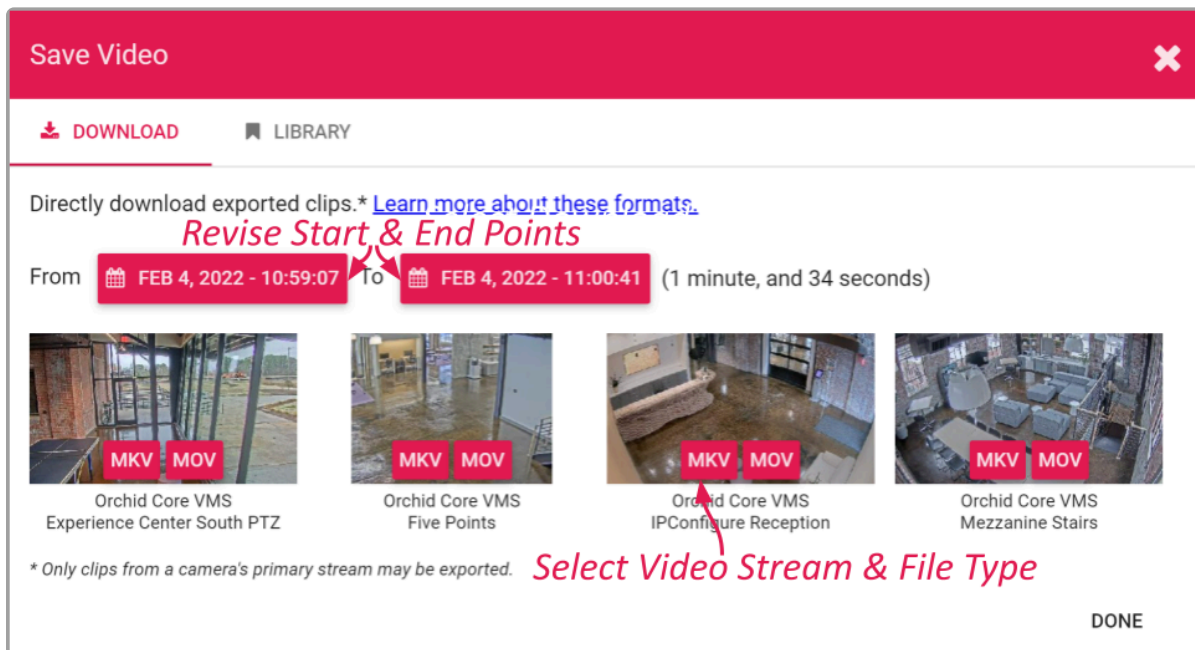 Save Video
DOWNLOAD LIBRARY
Directly download exported clips.* Learn more about these formats.
Revise Start & End Points
From FEB 4, 2022 - 10:59:07 To FEB 4, 2022 - 11:00:41 (1 minute, and 34 seconds)
MKV MOV MKV MOV MKV MOV MKV MOV
Orchid Core VMS Orchid Core VMS Orchid Core VMS Orchid Core VMS
Experience Center South PTZ Five Points IPConfigure Reception Mezzanine Stairs
* Only clips from a camera's primary stream may be exported.
Select Video Stream & File Type
DONE